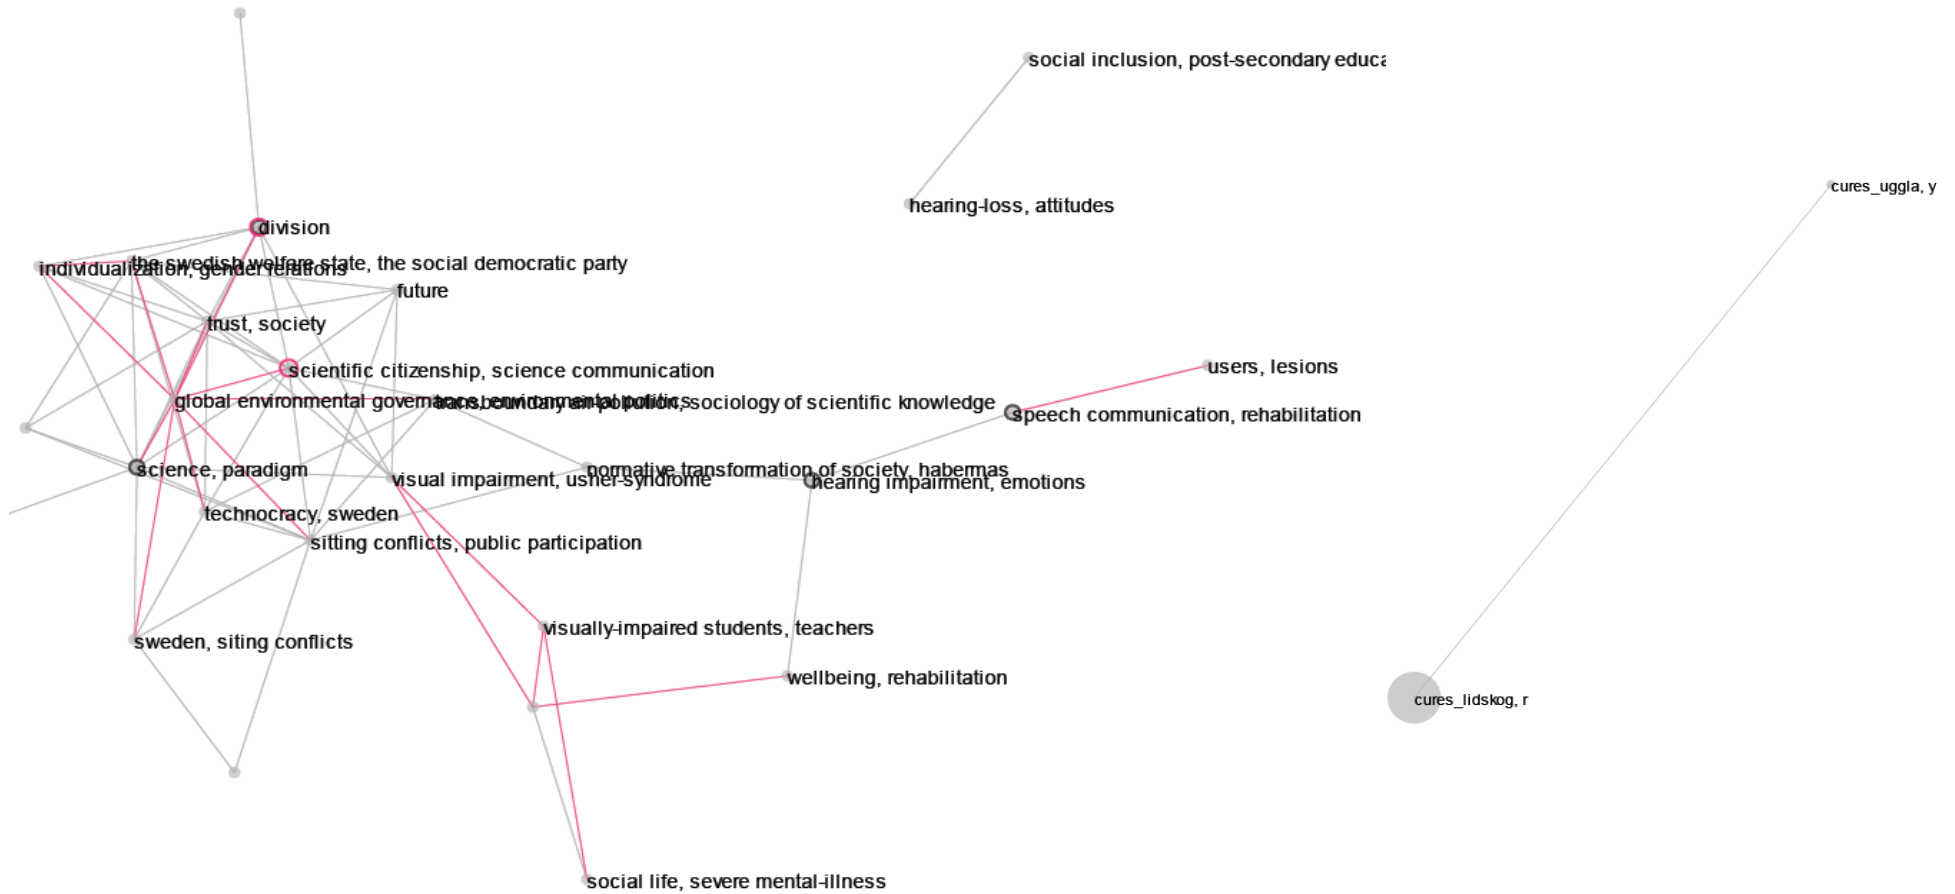 social inclusion, post-secondary educa
cures_uggla, y
hearing-loss, attitudes
division
the swedish welfare state, the social democratic party
individualization, gender relations
future
trust, society
users, lesions
scientific citizenship, science communication
global environmental governance, environmental politics
transboundary air-pollution, sociology of scientific knowledge
speech communication, rehabilitation
science, paradigm
normative transformation of society, habermas
visual impairment, usher-syndrome
hearing impairment, emotions
technocracy, sweden
sitting conflicts, public participation
visually-impaired students, teachers
sweden, siting conflicts
wellbeing, rehabilitation
cures_lidskog, r
social life, severe mental-illness